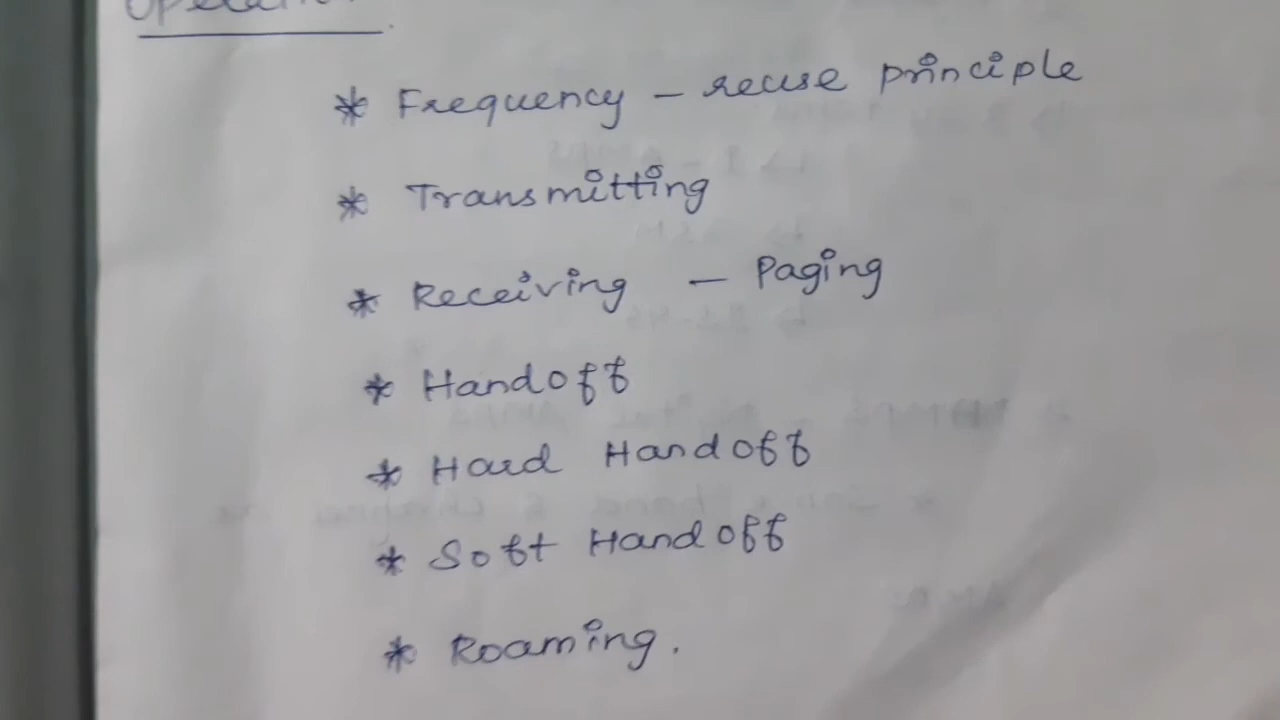 * Frequency - reuse principle
* Transmitting
* Receiving - Paging
* Handoff
* Hard Handoff
* Soft Handoff
* Roaming.